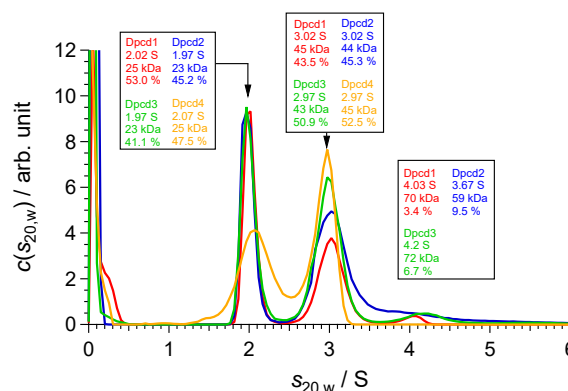 Dpcd1 Dpcd2
2.02 S 1.97 S
25 kDa 23 kDa
53.0 % 45.2 %
Dpcd3 Dpcd4
1.97 S 2.07 S
23 kDa 25 kDa
41.1 % 47.5 %
Dpcd1 Dpcd2
3.02 S 3.02 S
45 kDa 44 kDa
43.5 % 45.3 %
Dpcd3 Dpcd4
2.97 S 2.97 S
43 kDa 45 kDa
50.9 % 52.5 %
Dpcd1 Dpcd2
4.03 S 3.67 S
70 kDa 59 kDa
3.4 % 9.5 %
Dpcd3
4.2 S
72 kDa
6.7 %
c(s20,w) / arb. unit
12
10
8
6
4
2
0
0 1 2 3 4 5 6
s20,w / S